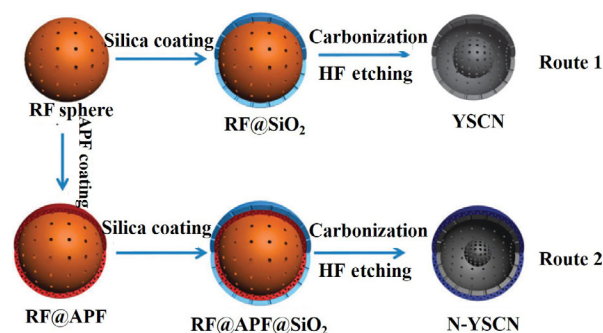 Silica coating
Carbonization
HF etching
Route 1
RF sphere
RF@SiO₂
YSCN
APF coating
Silica coating
Carbonization
HF etching
Route 2
RF@APF
RF@APF@SiO₂
N-YSCN